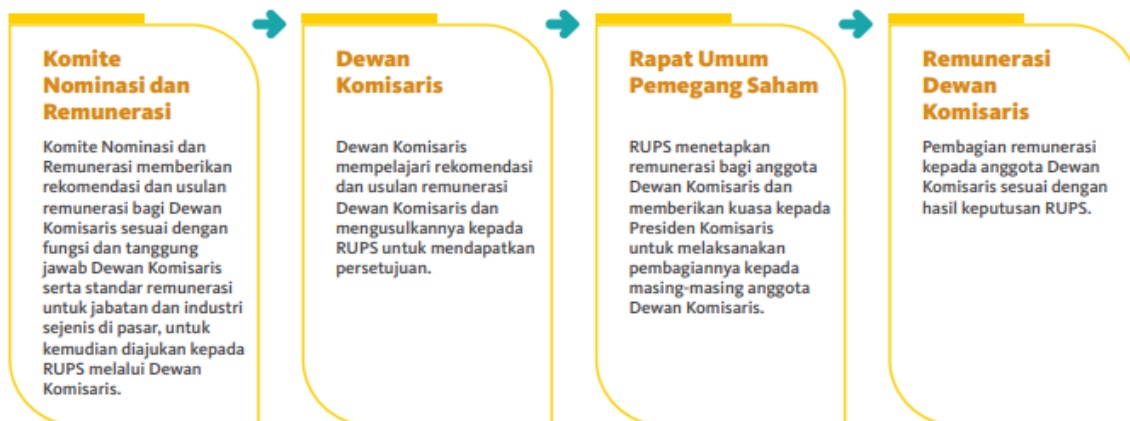 Komite
Nominasi dan
Remunerasi
Komite Nominasi dan
Remunerasi memberikan
rekomendasi dan usulan
remunerasi bagi Dewan
Komisaris sesuai dengan
fungsi dan tanggung
jawab Dewan Komisaris
serta standar remunerasi
untuk jabatan dan industri
sejenis di pasar, untuk
kemudian diajukan kepada
RUPS melalui Dewan
Komisaris.
Dewan
Komisaris
Dewan Komisaris
mempelajari rekomendasi
dan usulan remunerasi
Dewan Komisaris dan
mengusulkannya kepada
RUPS untuk mendapatkan
persetujuan.
Rapat Umum
Pemegang Saham
RUPS menetapkan
remunerasi bagi anggota
Dewan Komisaris dan
memberikan kuasa kepada
Presiden Komisaris
untuk melaksanakan
pembagiannya kepada
masing-masing anggota
Dewan Komisaris.
Remunerasi
Dewan
Komisaris
Pembagian remunerasi
kepada anggota Dewan
Komisaris sesuai dengan
hasil keputusan RUPS.